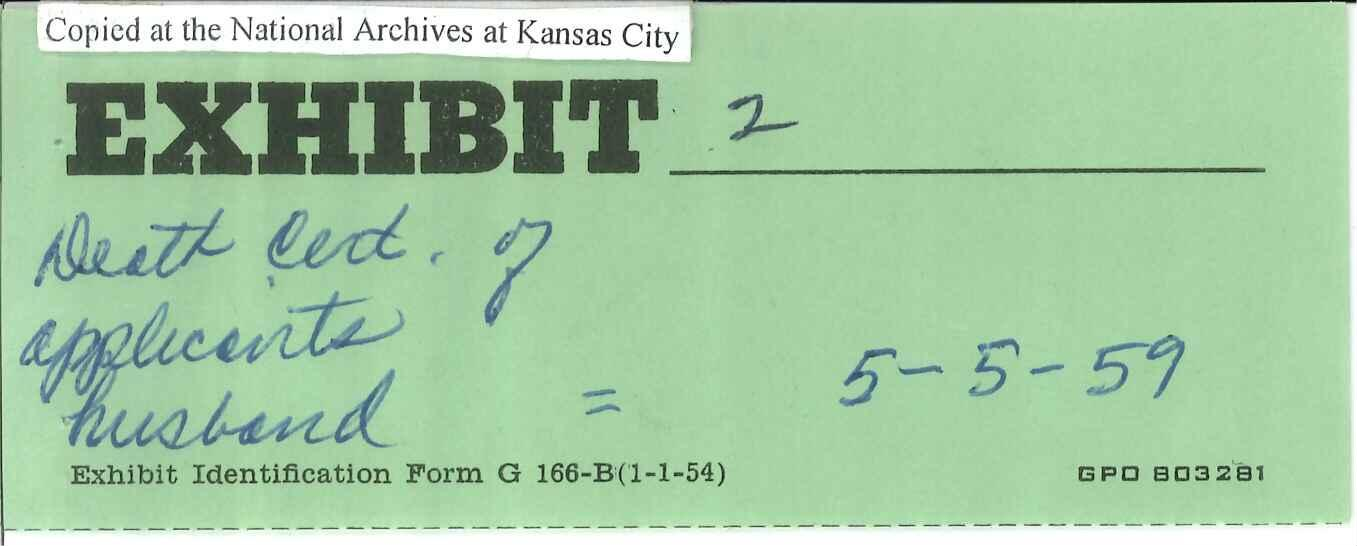 Copied at the National Archives at Kansas City
EXHIBIT 2
Death Cert. of
applicants
husband = 5-5-59
Exhibit Identification Form G 166-B(1-1-54) GPO 803281